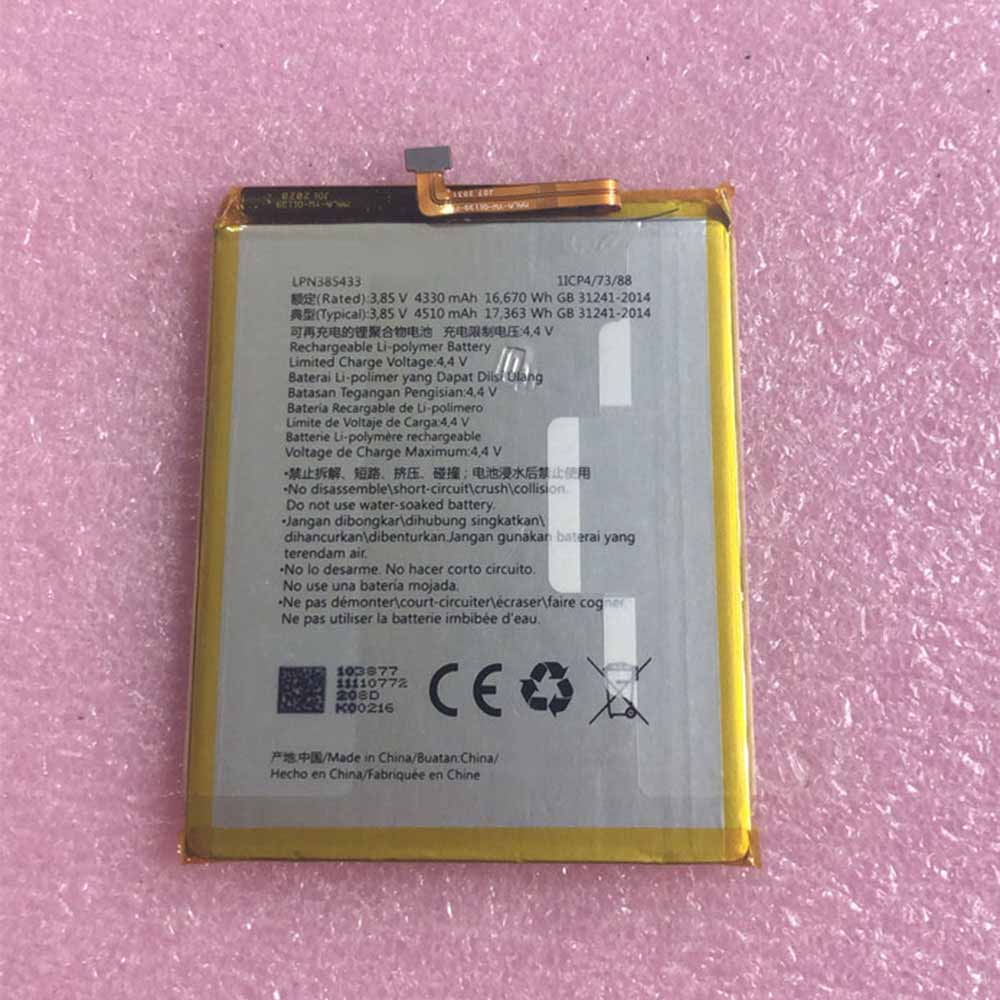 JDL 2020
JDT 2031
LPN385433
1ICP4/73/88
额定(Rated):3,85 V 4330 mAh 16,670 Wh GB 31241-2014
典型(Typical):3,85 V 4510 mAh 17,363 Wh GB 31241-2014
可再充电的锂聚合物电池 充电限制电压:4,4 V
Rechargeable Li-polymer Battery
Limited Charge Voltage:4,4 V
Baterai Li-polimer yang Dapat Diisi Ulang
Batasan Tegangan Pengisian:4,4 V
Bateria Recargable de Li-polimero
Limite de Voltaje de Carga:4,4 V
Batterie Li-polymère rechargeable
Voltage de Charge Maximum:4,4 V
•禁止拆解、短路、挤压、碰撞；电池浸水后禁止使用
•No disassemble\short-circuit\crush\collision.
Do not use water-soaked battery.
•Jangan dibongkar\dihubung singkatkan\
dihancurkan\dibenturkan.Jangan gunakan baterai yang
terendam air.
•No lo desarme. No hacer corto circuito.
No use una batería mojada.
•Ne pas démonter\court-circuiter\écraser\faire cogner.
Ne pas utiliser la batterie imbibée d'eau.
103877
11110772
208D
K00216
CE
产地:中国/Made in China/Buatan:China/
Hecho en China/Fabriquée en Chine